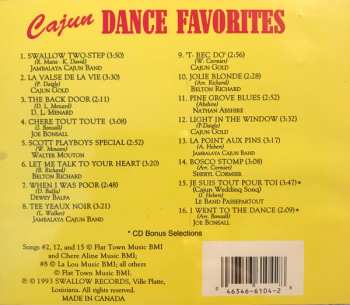 Cajun DANCE FAVORITES
1. SWALLOW TWO-STEP (3:50)
(R. Matte - K. David)
JAMBALAYA CAJUN BAND
2. LA VALSE DE LA VIE (3:30)
(P. Daigle)
CAJUN GOLD
3. THE BACK DOOR (2:11)
(D. L. Menard)
D. L. MENARD
4. CHERE TOUT TOUTE (3:08)
(J. Bonsall)
JOE BONSALL
5. SCOTT PLAYBOYS SPECIAL (2:52)
(W. Mouton)
WALTER MOUTON
6. LET ME TALK TO YOUR HEART (3:20)
(B. Richard)
BELTON RICHARD
7. WHEN I WAS POOR (2:48)
(D. Balfa)
DEWEY BALFA
8. TEE YEAUX NOIR (3:21)
(L. Walker)
JAMBALAYA CAJUN BAND
9. 'T- BEC DO' (2:56)
(W. Cormier)
CAJUN GOLD
10. JOLIE BLONDE (2:28)
(Arr. Richard)
BELTON RICHARD
11. PINE GROVE BLUES (2:52)
(Abshire)
NATHAN ABSHIRE
12. LIGHT IN THE WINDOW (3:32)
(P. Daigle)
CAJUN GOLD
13. LA POINT AUX PINS (3:51)
(A. Hebert)
JAMBALAYA CAJUN BAND
14. BOSCO STOMP (3:08)
(Arr. Cormier)
SHERYL CORMIER
15. JE SUIS TOUT POUR TOI (3:47)*
(CAJUN WEDDING SONG)
(J. Hebert)
LE BAND PASSEPARTOUT
16. I WENT TO THE DANCE (2:09)*
(Arr. Bonsall)
JOE BONSALL
* CD Bonus Selections
Songs #2, 12, and 15 © Flat Town Music BMI
and Chere Aline Music BMI;
#8 © La Lou Music BMI; all others
© Flat Town Music BMI.
℗ © 1993 SWALLOW RECORDS, Ville Platte,
Louisiana. All rights reserved.
MADE IN CANADA
0 46346-6104-2